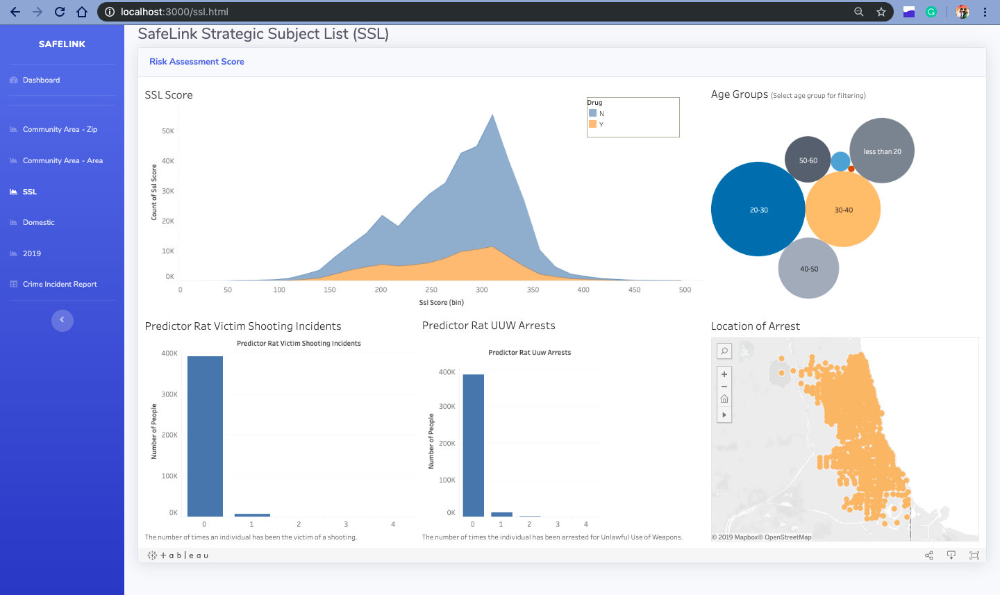 localhost:3000/ssl.html
SAFELINK
Dashboard
Community Area - Zip
Community Area - Area
SSL
Domestic
2019
Crime Incident Report
SafeLink Strategic Subject List (SSL)
Risk Assessment Score
SSL Score
Drug
N
Y
Count of Ssl Score
50K
40K
30K
20K
10K
0K
0 50 100 150 200 250 300 350 400 450 500
Ssl Score (bin)
Age Groups (Select age group for filtering)
less than 20
50-60
20-30
30-40
40-50
Predictor Rat Victim Shooting Incidents
Predictor Rat Victim Shooting Incidents
Number of People
400K
300K
200K
100K
0K
0 1 2 3 4
The number of times an individual has been the victim of a shooting.
Predictor Rat UUW Arrests
Predictor Rat Uuw Arrests
Number of People
400K
300K
200K
100K
0K
0 1 2 3 4
The number of times the individual has been arrested for Unlawful Use of Weapons.
Location of Arrest
© 2019 Mapbox© OpenStreetMap
+ableau